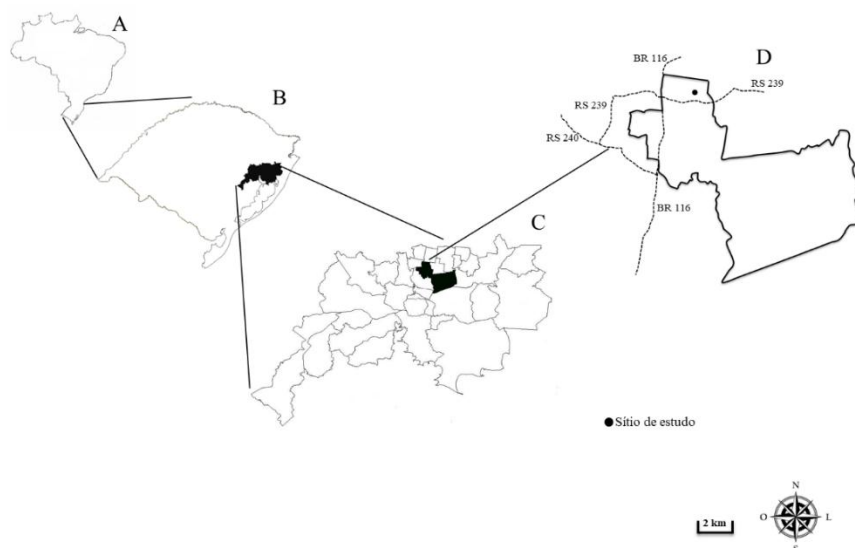 A
B
C
D
BR 116
RS 239
RS 239
RS 240
BR 116
Sítio de estudo
2 km
N
O
L